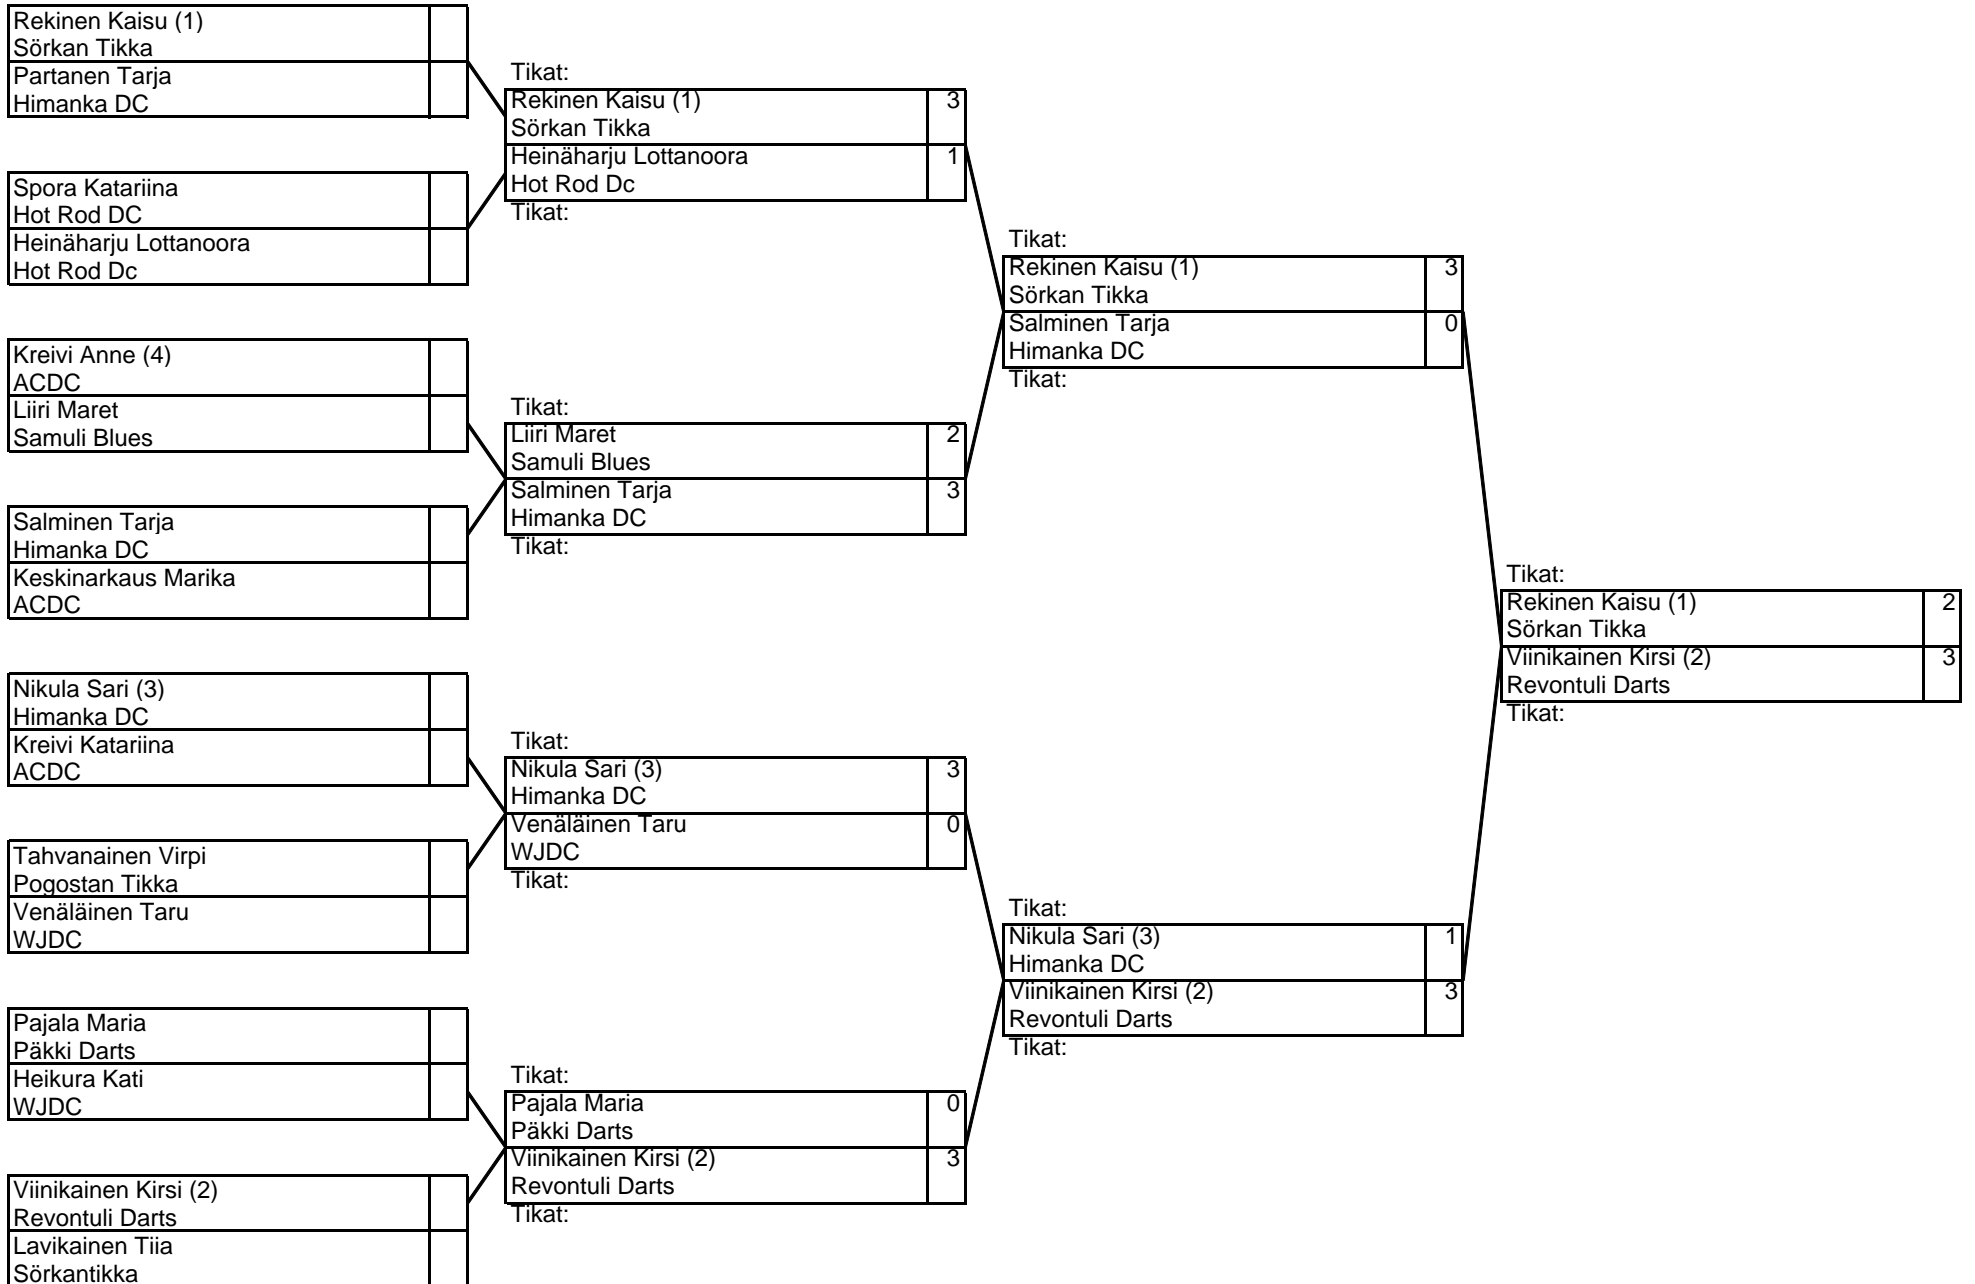 Rekinen Kaisu (1)
Sörkan Tikka
Partanen Tarja
Himanka DC
Spora Katariina
Hot Rod DC
Heinäharju Lottanoora
Hot Rod Dc
Kreivi Anne (4)
ACDC
Liiri Maret
Samuli Blues
Salminen Tarja
Himanka DC
Keskinarkaus Marika
ACDC
Nikula Sari (3)
Himanka DC
Kreivi Katariina
ACDC
Tahvanainen Virpi
Pogostan Tikka
Venäläinen Taru
WJDC
Pajala Maria
Päkki Darts
Heikura Kati
WJDC
Viinikainen Kirsi (2)
Revontuli Darts
Lavikainen Tiia
Sörkantikka
Tikat:
Rekinen Kaisu (1) 3
Sörkan Tikka
Heinäharju Lottanoora 1
Hot Rod Dc
Tikat:
Tikat:
Liiri Maret 2
Samuli Blues
Salminen Tarja 3
Himanka DC
Tikat:
Tikat:
Nikula Sari (3) 3
Himanka DC
Venäläinen Taru 0
WJDC
Tikat:
Tikat:
Pajala Maria 0
Päkki Darts
Viinikainen Kirsi (2) 3
Revontuli Darts
Tikat:
Tikat:
Rekinen Kaisu (1) 3
Sörkan Tikka
Salminen Tarja 0
Himanka DC
Tikat:
Tikat:
Nikula Sari (3) 1
Himanka DC
Viinikainen Kirsi (2) 3
Revontuli Darts
Tikat:
Tikat:
Rekinen Kaisu (1) 2
Sörkan Tikka
Viinikainen Kirsi (2) 3
Revontuli Darts
Tikat: